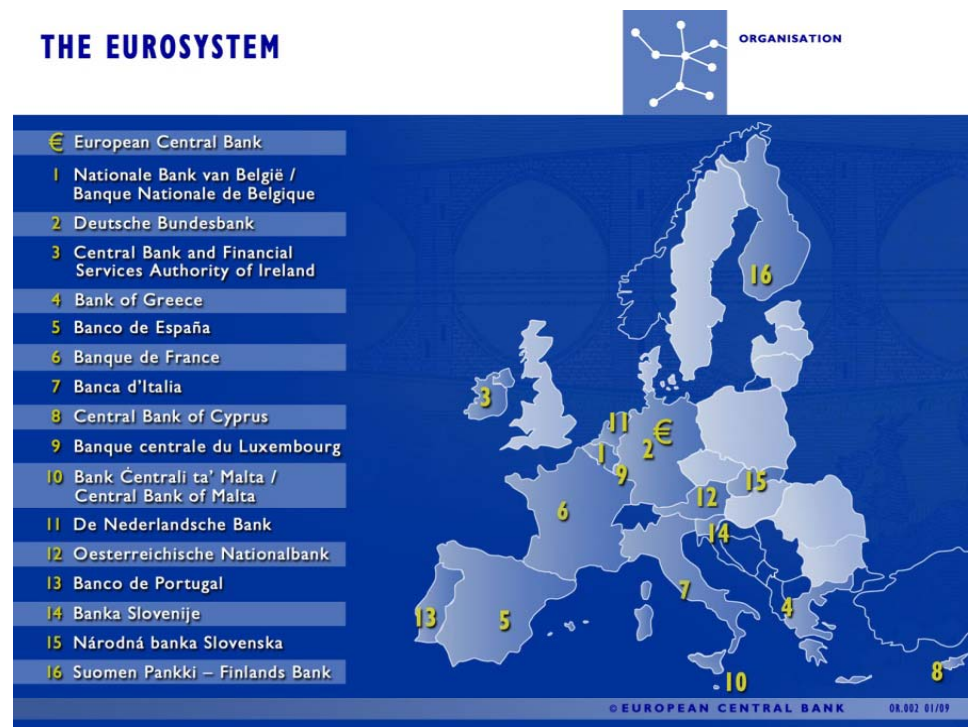 THE EUROSYSTEM
ORGANISATION
€ European Central Bank
1 Nationale Bank van België /
Banque Nationale de Belgique
2 Deutsche Bundesbank
3 Central Bank and Financial
Services Authority of Ireland
4 Bank of Greece
5 Banco de España
6 Banque de France
7 Banca d'Italia
8 Central Bank of Cyprus
9 Banque centrale du Luxembourg
10 Bank Ċentrali ta' Malta /
Central Bank of Malta
11 De Nederlandsche Bank
12 Oesterreichische Nationalbank
13 Banco de Portugal
14 Banka Slovenije
15 Národná banka Slovenska
16 Suomen Pankki – Finlands Bank
16
3
11
€
2
1
9
15
12
6
14
7
4
13
5
8
10
© EUROPEAN CENTRAL BANK OR.002 01/09